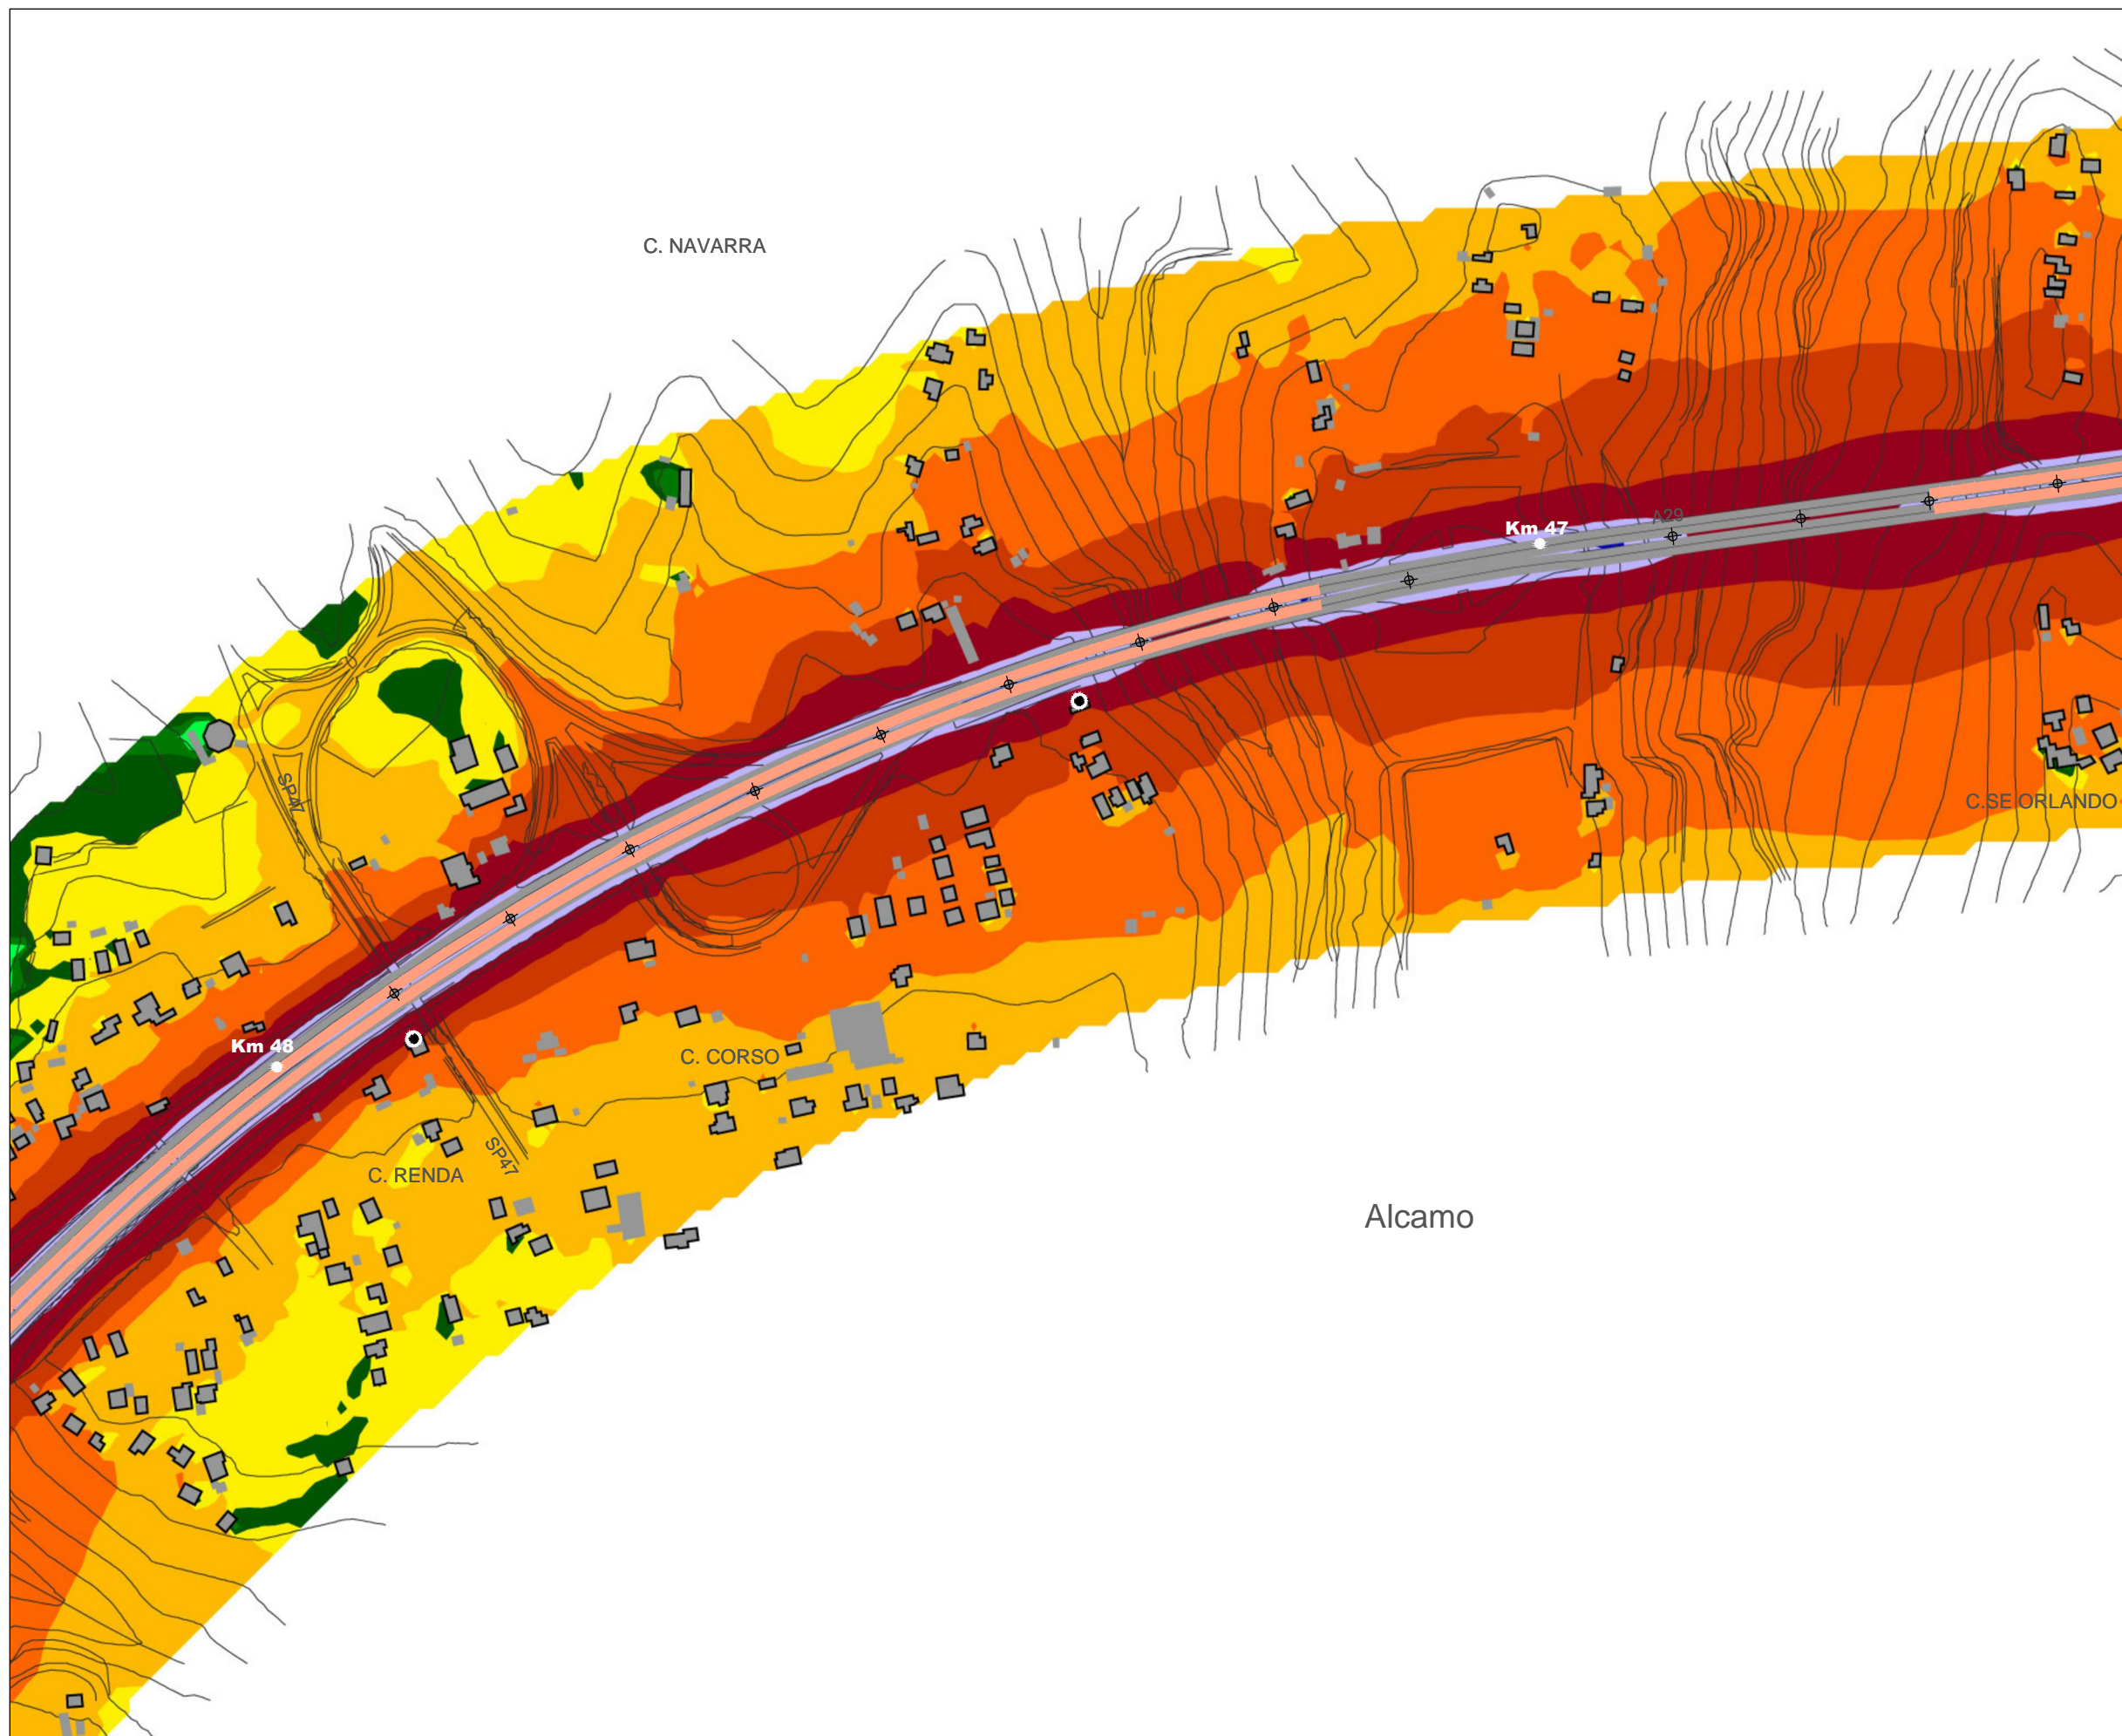 C. NAVARRA
A29
Km 47
SP47
C.SE ORLANDO
Km 48
C. CORSO
SP47
C. RENDA
Alcamo